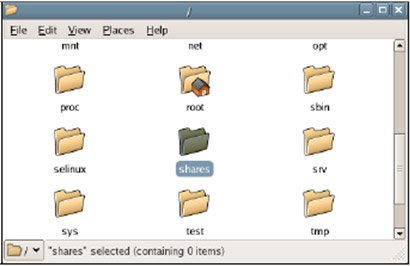 /
File Edit View Places Help
mnt net opt
proc root sbin
selinux shares srv
sys test tmp
/ "shares" selected (containing 0 items)